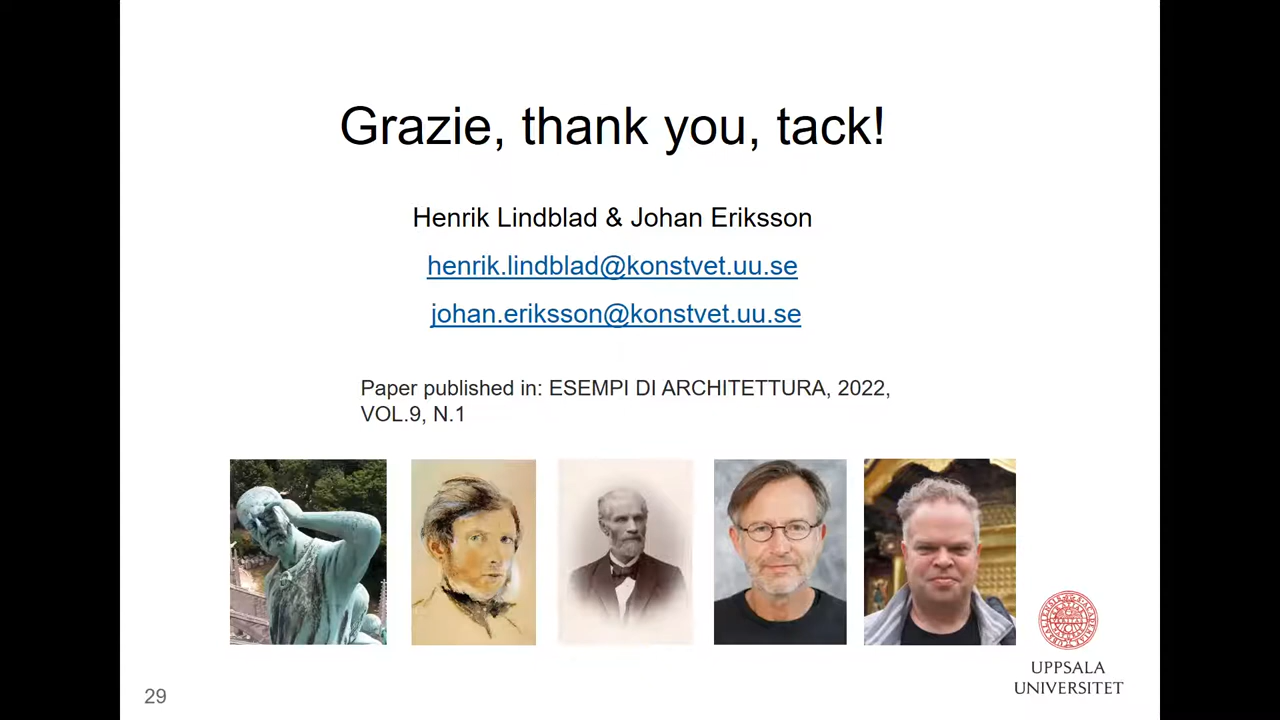 Grazie, thank you, tack!
Henrik Lindblad & Johan Eriksson
henrik.lindblad@konstvet.uu.se
johan.eriksson@konstvet.uu.se
Paper published in: ESEMPI DI ARCHITETTURA, 2022,
VOL.9, N.1
UPPSALA
UNIVERSITET
29